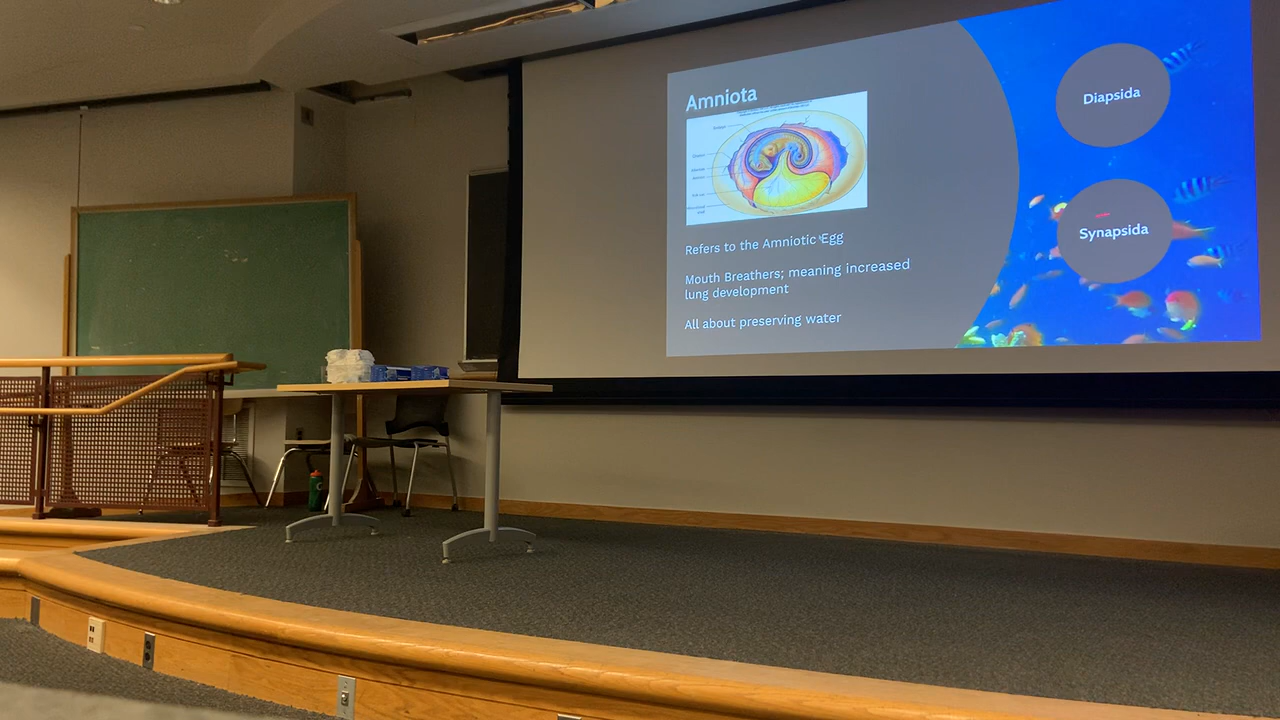 Amniota
Refers to the Amniotic Egg
Mouth Breathers; meaning increased
lung development
All about preserving water
Diapsida
Synapsida